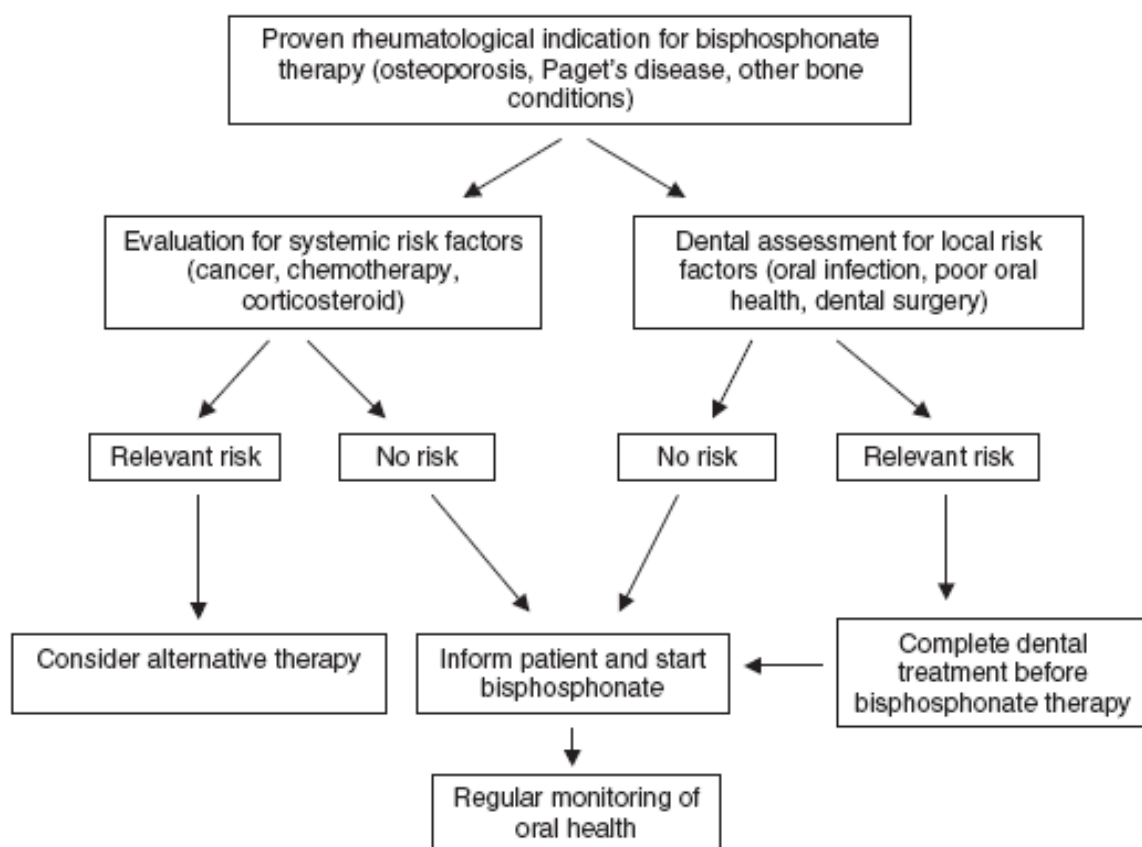 Proven rheumatological indication for bisphosphonate
therapy (osteoporosis, Paget's disease, other bone
conditions)
Evaluation for systemic risk factors
(cancer, chemotherapy,
corticosteroid)
Dental assessment for local risk
factors (oral infection, poor oral
health, dental surgery)
Relevant risk
No risk
No risk
Relevant risk
Consider alternative therapy
Inform patient and start
bisphosphonate
Complete dental
treatment before
bisphosphonate therapy
Regular monitoring of
oral health